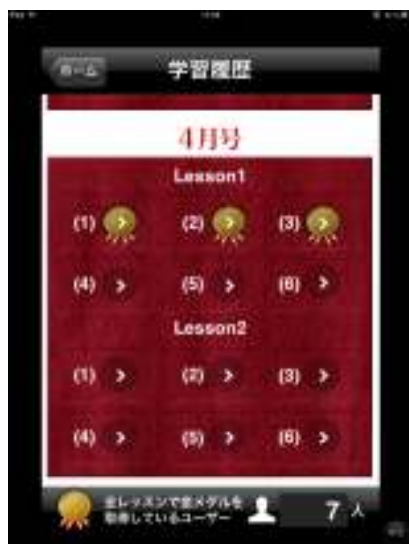 ホーム 学習履歴
4月号
Lesson1
(1) (2) (3)
(4) (5) (6)
Lesson2
(1) (2) (3)
(4) (5) (6)
全レッスンで金メダルを
取得しているユーザー 7人